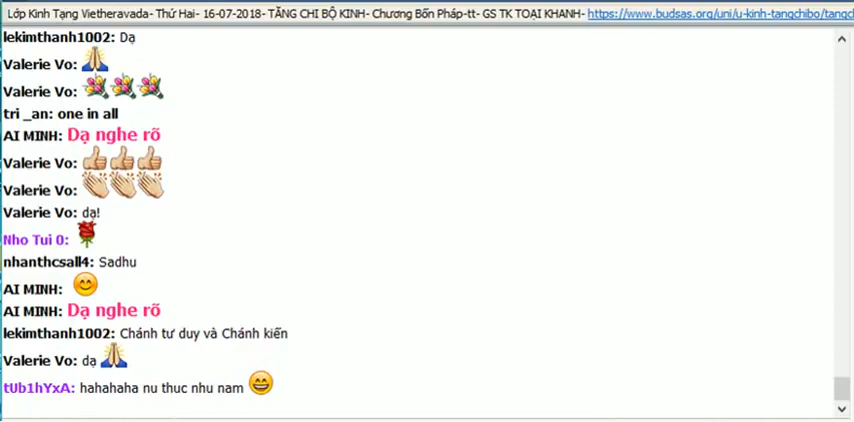 Lớp Kinh Tạng Vietheravada- Thứ Hai- 16-07-2018- TĂNG CHI BỘ KINH- Chương Bốn Pháp-tt- GS TK TOẠI KHANH- https://www.budsas.org/uni/u-kinh-tangchibo/tangc
lekimthanh1002: Dạ
Valerie Vo: 🙏
Valerie Vo: 💐💐💐
tri _an: one in all
AI MINH: Dạ nghe rõ
Valerie Vo: 👍👍👍
Valerie Vo: 👏👏👏
Valerie Vo: dạ!
Nho Tui 0: 🌹
nhanthcsall4: Sadhu
AI MINH: 😊
AI MINH: Dạ nghe rõ
lekimthanh1002: Chánh tư duy và Chánh kiến
Valerie Vo: dạ 🙏
tUb1hYxA: hahahaha nu thuc nhu nam 😄